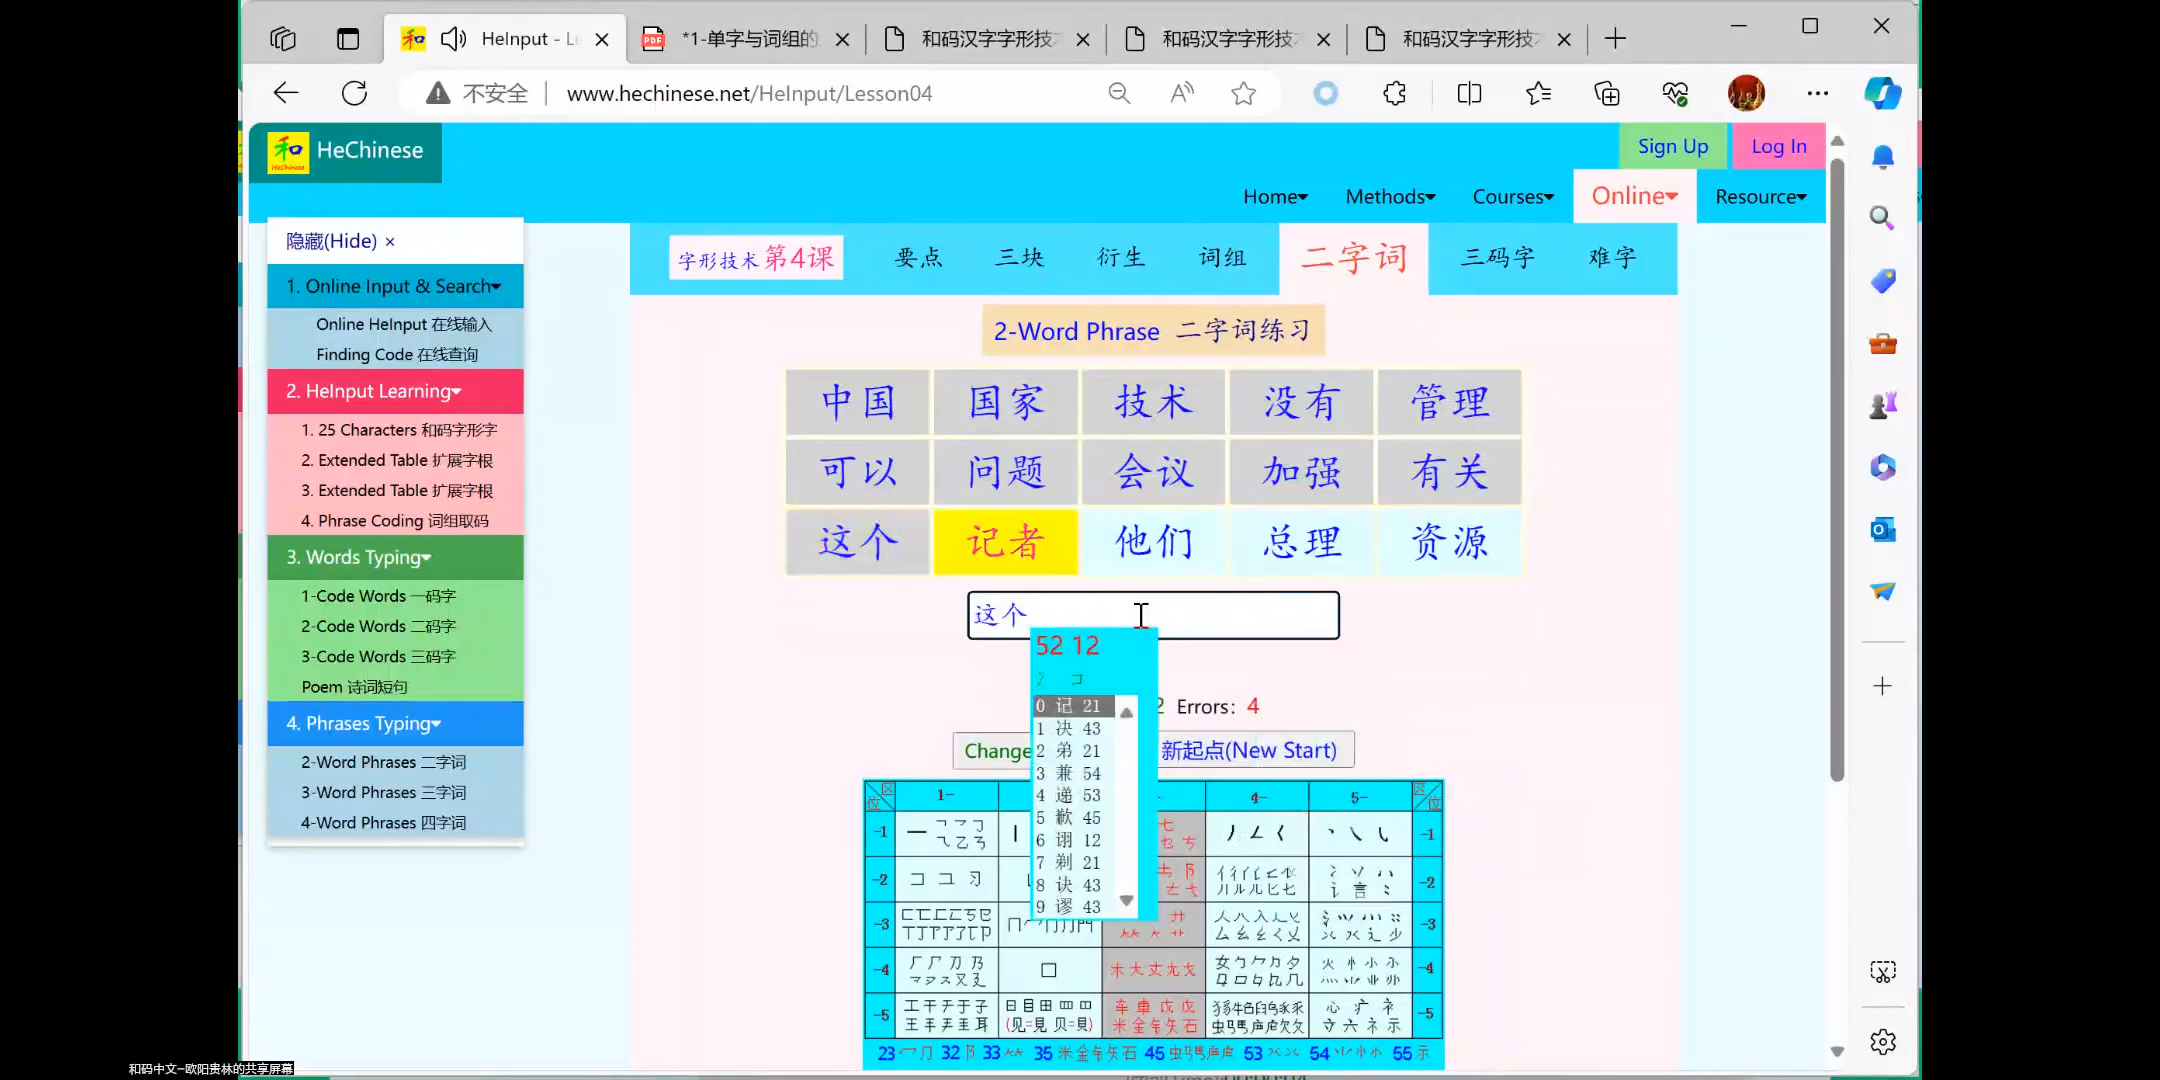 HeInput - Le
*1-单字与词组的
和码汉字字形技
和码汉字字形技
和码汉字字形技
不安全
www.hechinese.net/HeInput/Lesson04
和
HeChinese
HeChinese
Sign Up
Log In
Home▾ Methods▾ Courses▾ Online▾ Resource▾
隐藏(Hide) ×
1. Online Input & Search▾
Online HeInput 在线输入
Finding Code 在线查询
2. HeInput Learning▾
1. 25 Characters 和码字形字
2. Extended Table 扩展字根
3. Extended Table 扩展字根
4. Phrase Coding 词组取码
3. Words Typing▾
1-Code Words 一码字
2-Code Words 二码字
3-Code Words 三码字
Poem 诗词短句
4. Phrases Typing▾
2-Word Phrases 二字词
3-Word Phrases 三字词
4-Word Phrases 四字词
字形技术 第4课 要点 三块 衍生 词组 二字词 三码字 难字
2-Word Phrase 二字词练习
中国 国家 技术 没有 管理
可以 问题 会议 加强 有关
这个 记者 他们 总理 资源
这个
52 12
0 记 21
1 决 43
2 弟 21
3 兼 54
4 递 53
5 歉 45
6 诩 12
7 剃 21
8 诀 43
9 谬 43
2 Errors: 4
Change
新起点(New Start)
和码中文-欧阳贵林的共享屏幕